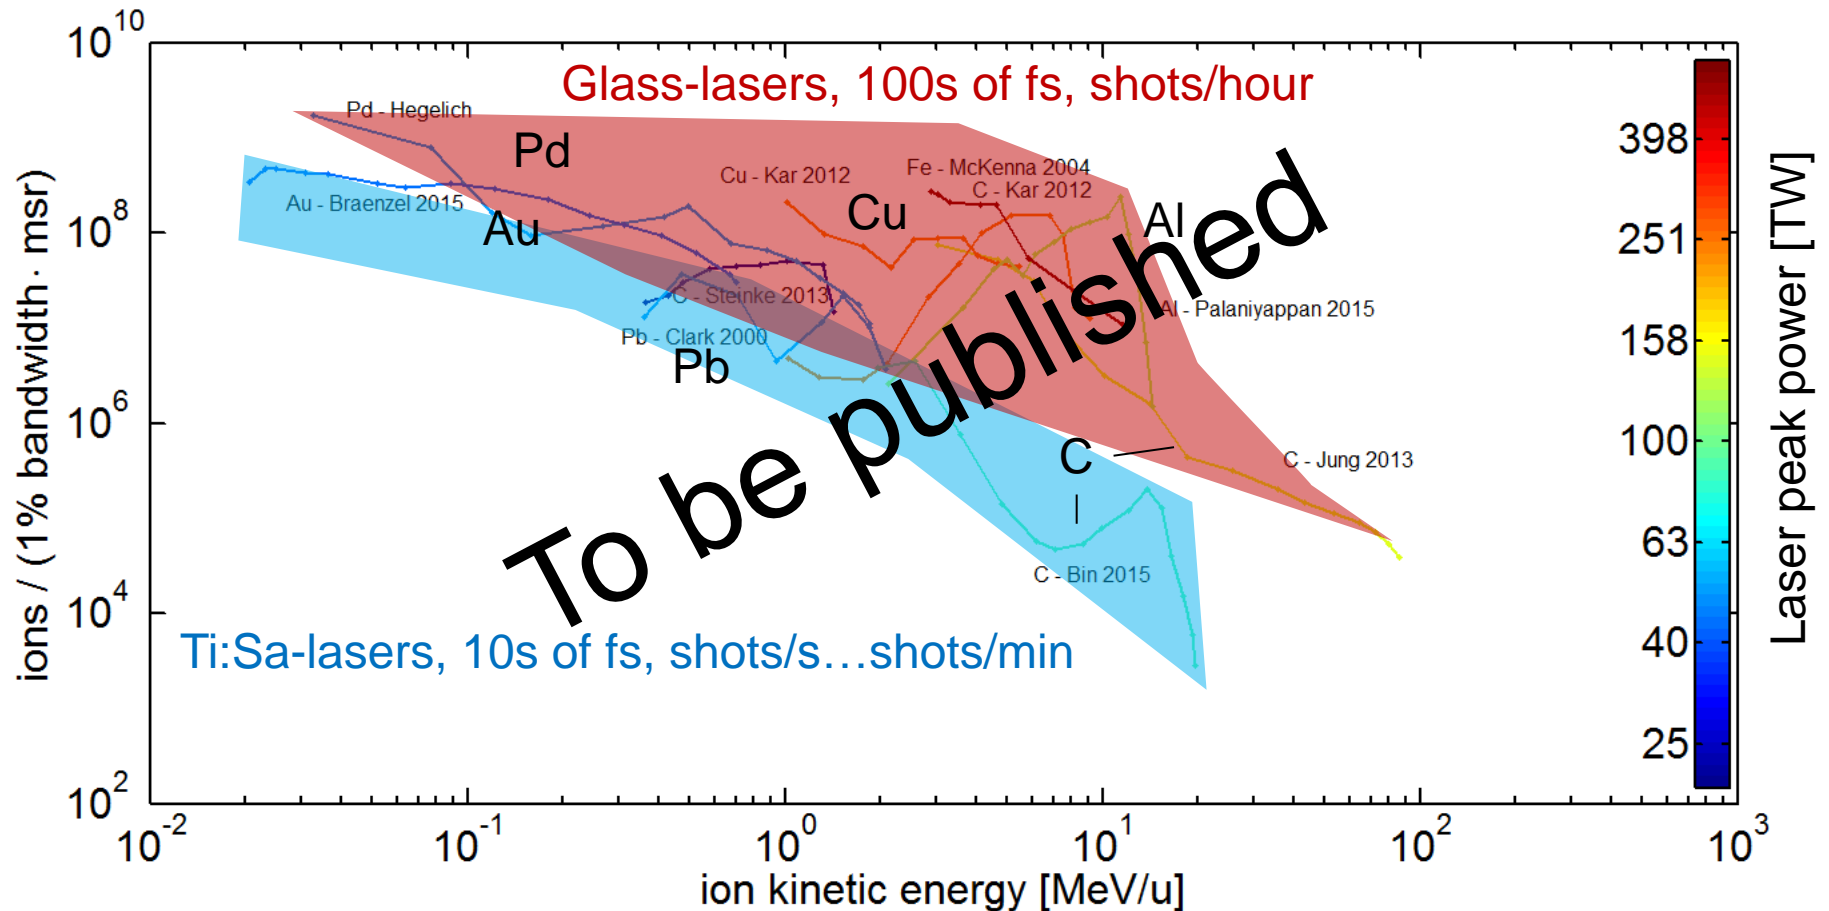 Glass-lasers, 100s of fs, shots/hour
Pd - Hegelich
Pd
Cu - Kar 2012
Fe - McKenna 2004
C - Kar 2012
Au - Braenzel 2015
Au
Cu
Al
C - Steinke 2013
Al - Palaniyappan 2015
Pb - Clark 2000
Pb
To be published
C
C - Jung 2013
C - Bin 2015
Ti:Sa-lasers, 10s of fs, shots/s…shots/min
ions / (1% bandwidth · msr)
10^10
10^8
10^6
10^4
10^2
10^-2
10^-1
10^0
10^1
10^2
10^3
ion kinetic energy [MeV/u]
398
251
158
100
63
40
25
Laser peak power [TW]